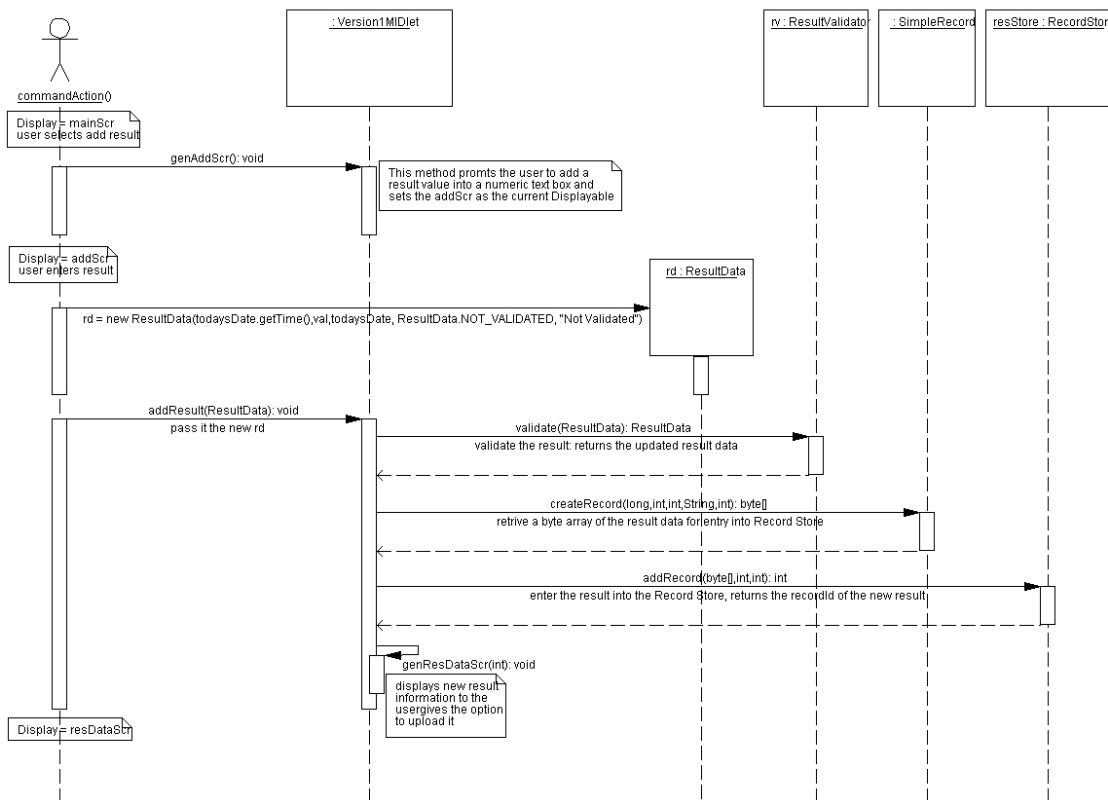 : Version1MIDlet
rv : ResultValidator
: SimpleRecord
resStore : RecordStor
commandAction()
Display = mainScr
user selects add result
genAddScr(): void
This method promts the user to add a
result value into a numeric text box and
sets the addScr as the current Displayable
Display = addScr
user enters result
rd : ResultData
rd = new ResultData(todaysDate.getTime(),val,todaysDate, ResultData.NOT_VALIDATED, "Not Validated")
addResult(ResultData): void
pass it the new rd
validate(ResultData): ResultData
validate the result: returns the updated result data
createRecord(long,int,int,String,int): byte[]
retrive a byte array of the result data for entry into Record Store
addRecord(byte[],int,int): int
enter the result into the Record Store, returns the recordId of the new result
genResDataScr(int): void
displays new result
information to the
usergives the option
to upload it
Display = resDataScr